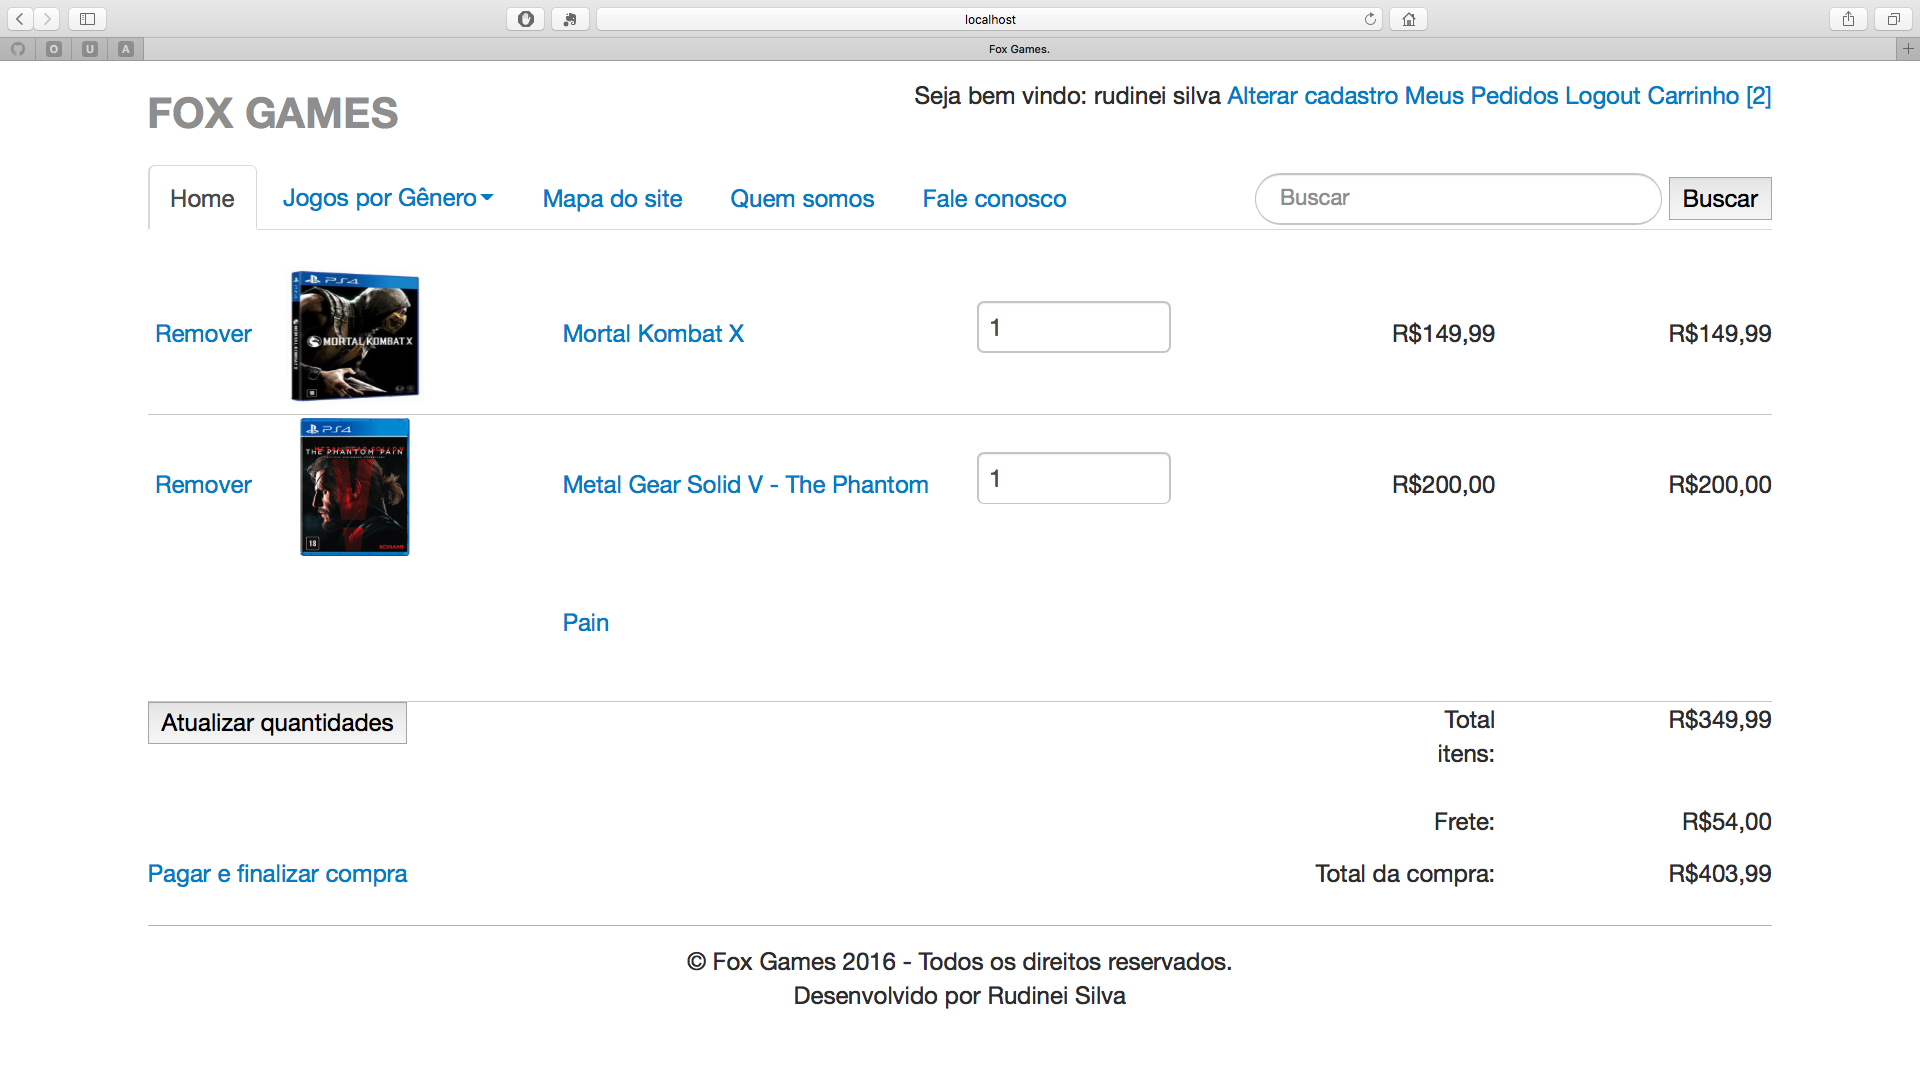 localhost
O U A
Fox Games.
FOX GAMES
Seja bem vindo: rudinei silva Alterar cadastro Meus Pedidos Logout Carrinho [2]
Home Jogos por Gênero Mapa do site Quem somos Fale conosco Buscar Buscar
PS4
MORTAL KOMBAT X
Remover Mortal Kombat X 1 R$149,99 R$149,99
PS4
THE PHANTOM PAIN
18 KONAMI
Remover Metal Gear Solid V - The Phantom 1 R$200,00 R$200,00
Pain
Atualizar quantidades Total R$349,99
itens:
Frete: R$54,00
Pagar e finalizar compra Total da compra: R$403,99
© Fox Games 2016 - Todos os direitos reservados.
Desenvolvido por Rudinei Silva